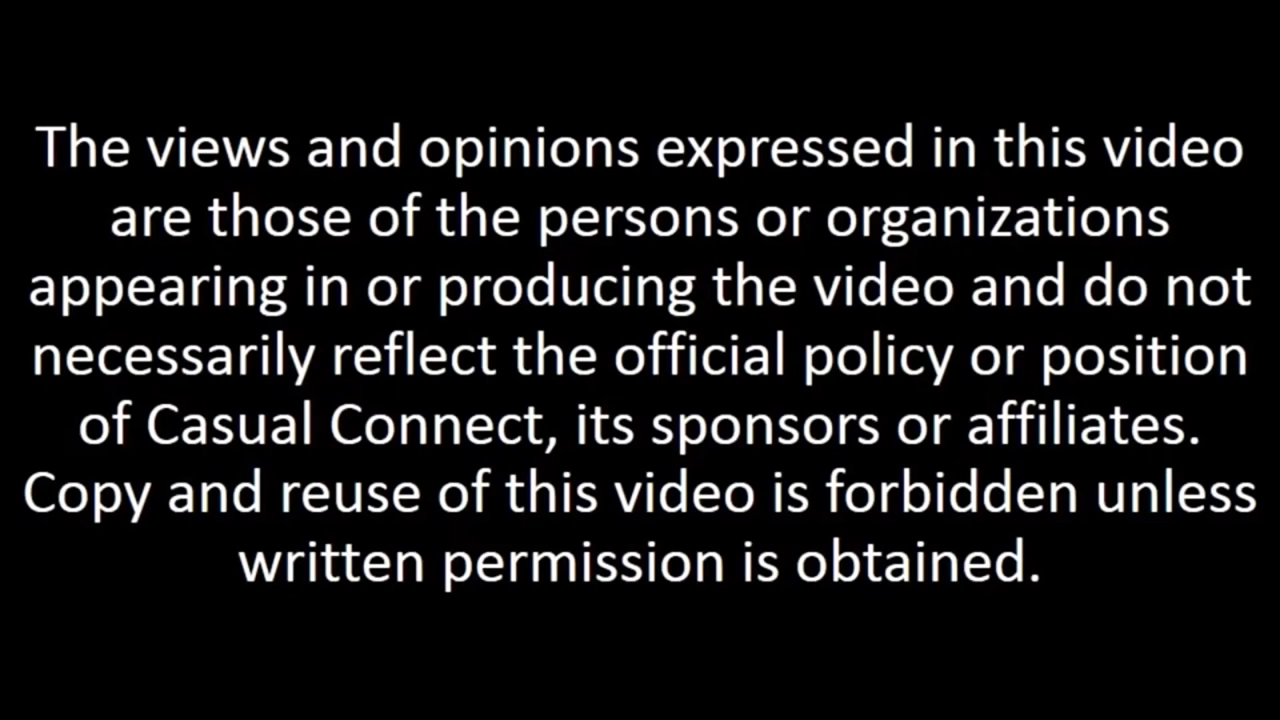 The views and opinions expressed in this video
are those of the persons or organizations
appearing in or producing the video and do not
necessarily reflect the official policy or position
of Casual Connect, its sponsors or affiliates.
Copy and reuse of this video is forbidden unless
written permission is obtained.